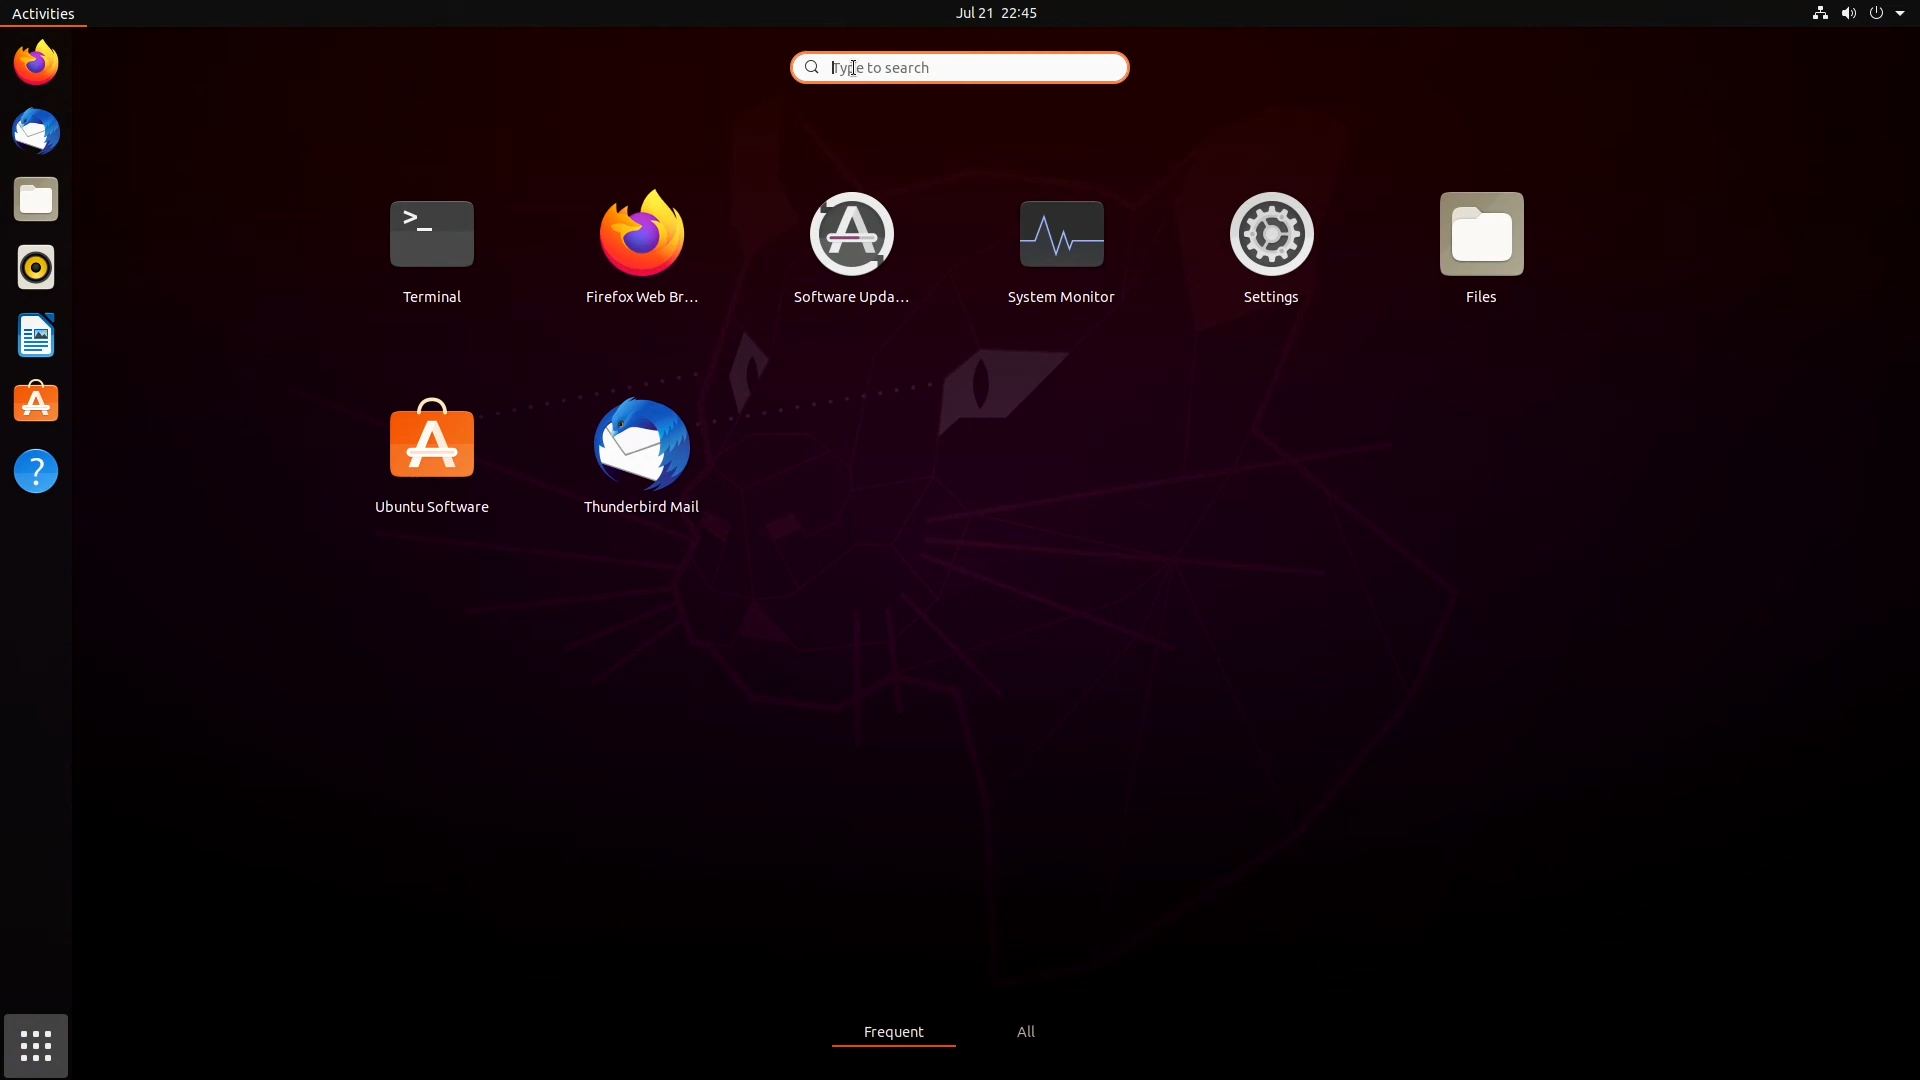 Activities
Jul 21 22:45
Type to search
Terminal
Firefox Web Br...
Software Upda...
System Monitor
Settings
Files
Ubuntu Software
Thunderbird Mail
Frequent
All